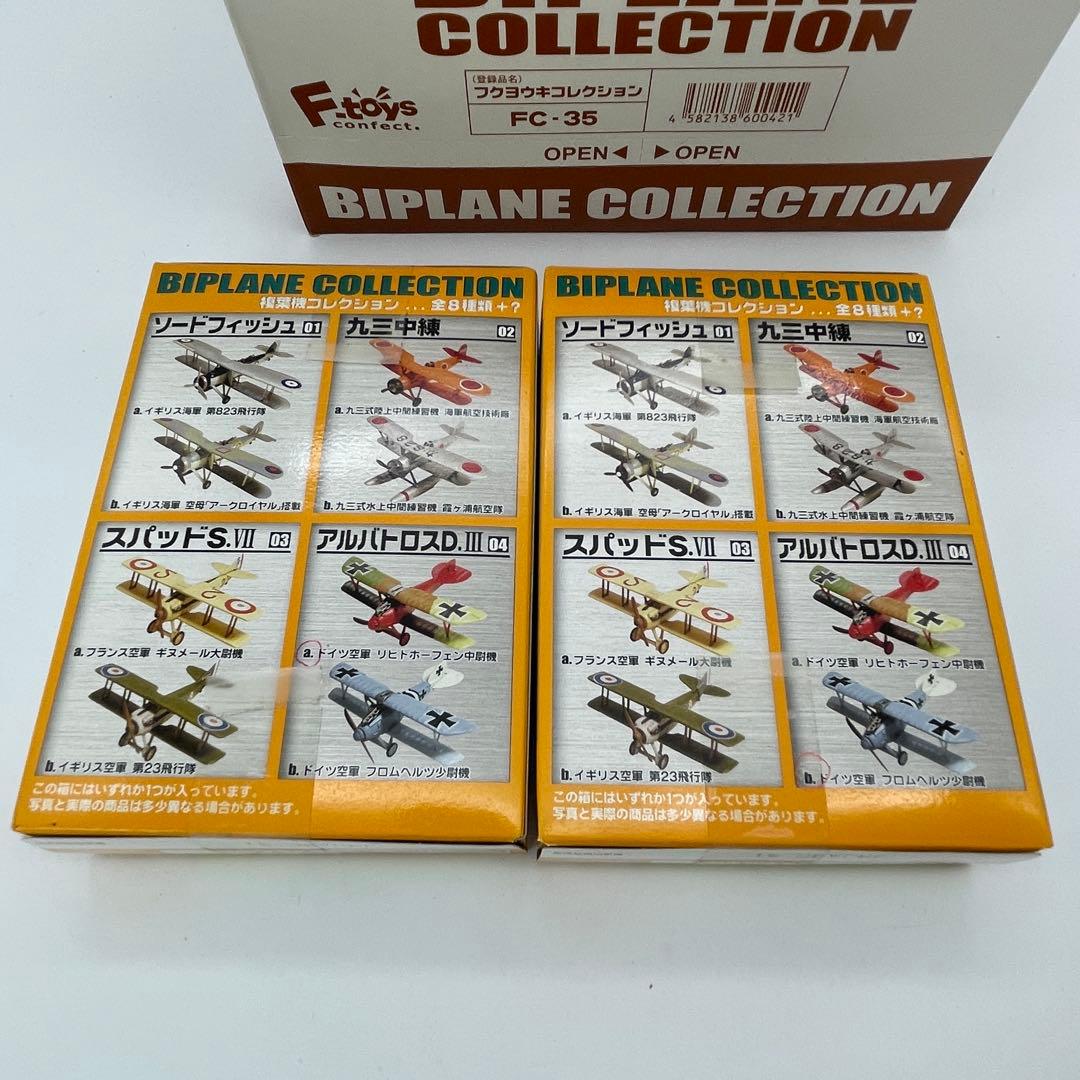 COLLECTION
F-toys
confect.
(登録品名)
フクヨウキコレクション
FC-35
4 582138 600421
OPEN◀ ▶OPEN
BIPLANE COLLECTION
BIPLANE COLLECTION
複葉機コレクション...全8種類+?
ソードフィッシュ 01
a.イギリス海軍 第823飛行隊
b.イギリス海軍 空母「アークロイヤル」搭載
九三中練 02
a.九三式陸上中間練習機 海軍航空技術廠
b.九三式水上中間練習機 霞ヶ浦航空隊
スパッドS.VII 03
a.フランス空軍 ギヌメール大尉機
b.イギリス空軍 第23飛行隊
アルバトロスD.III 04
a.ドイツ空軍 リヒトホーフェン中尉機
b.ドイツ空軍 フロムヘルツ少尉機
この箱にはいずれか1つが入っています。
写真と実際の商品は多少異なる場合があります。
BIPLANE COLLECTION
複葉機コレクション...全8種類+?
ソードフィッシュ 01
a.イギリス海軍 第823飛行隊
b.イギリス海軍 空母「アークロイヤル」搭載
九三中練 02
a.九三式陸上中間練習機 海軍航空技術廠
b.九三式水上中間練習機 霞ヶ浦航空隊
スパッドS.VII 03
a.フランス空軍 ギヌメール大尉機
b.イギリス空軍 第23飛行隊
アルバトロスD.III 04
a.ドイツ空軍 リヒトホーフェン中尉機
b.ドイツ空軍 フロムヘルツ少尉機
この箱にはいずれか1つが入っています。
写真と実際の商品は多少異なる場合があります。